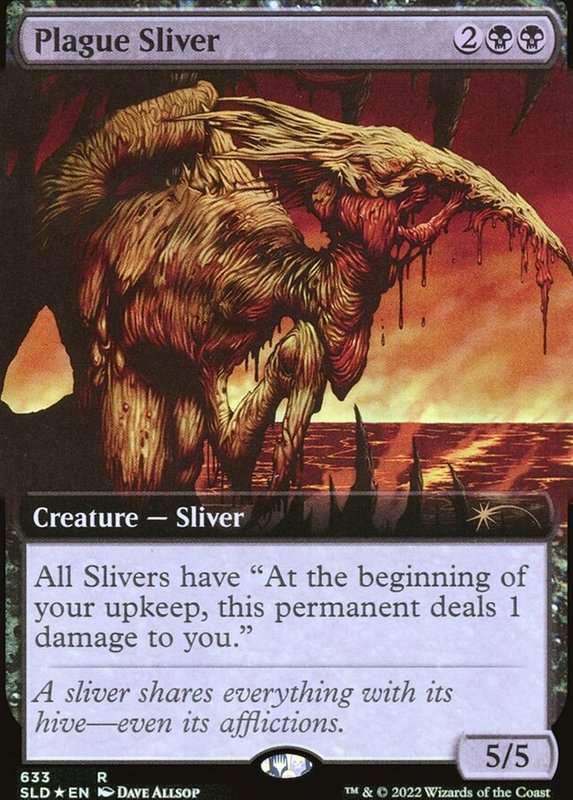 Plague Sliver 2
Creature — Sliver
All Slivers have “At the beginning of
your upkeep, this permanent deals 1
damage to you.”
A sliver shares everything with its
hive—even its afflictions.
5/5
633 R
SLD★EN DAVE ALLSOP
™ & © 2022 Wizards of the Coast